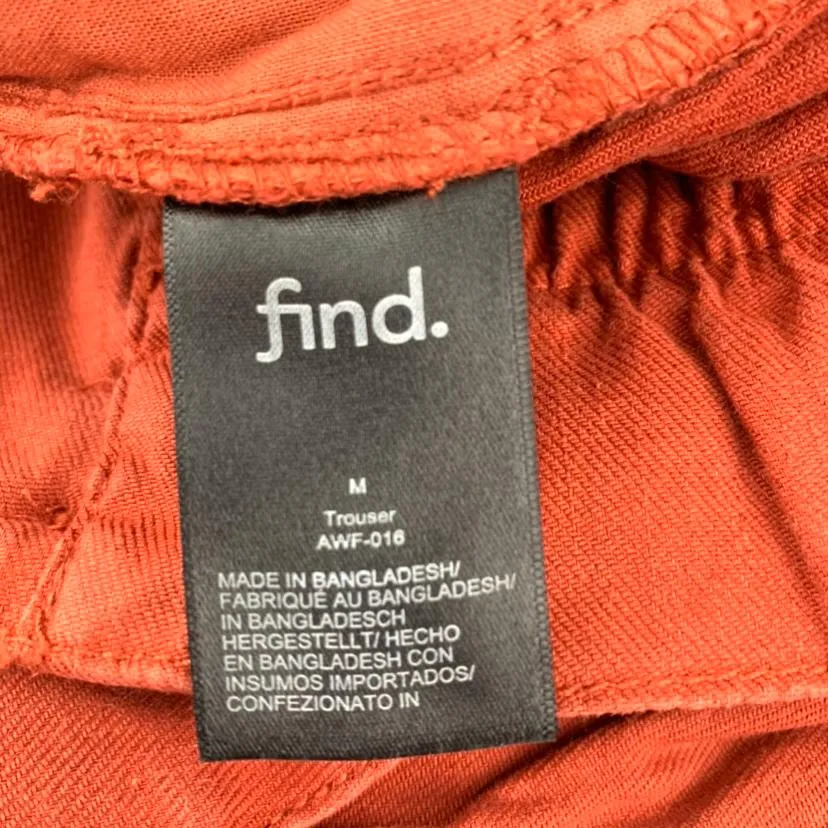 find.
M
Trouser
AWF-016
MADE IN BANGLADESH/
FABRIQUÉ AU BANGLADESH/
IN BANGLADESCH
HERGESTELLT/ HECHO
EN BANGLADESH CON
INSUMOS IMPORTADOS/
CONFEZIONATO IN